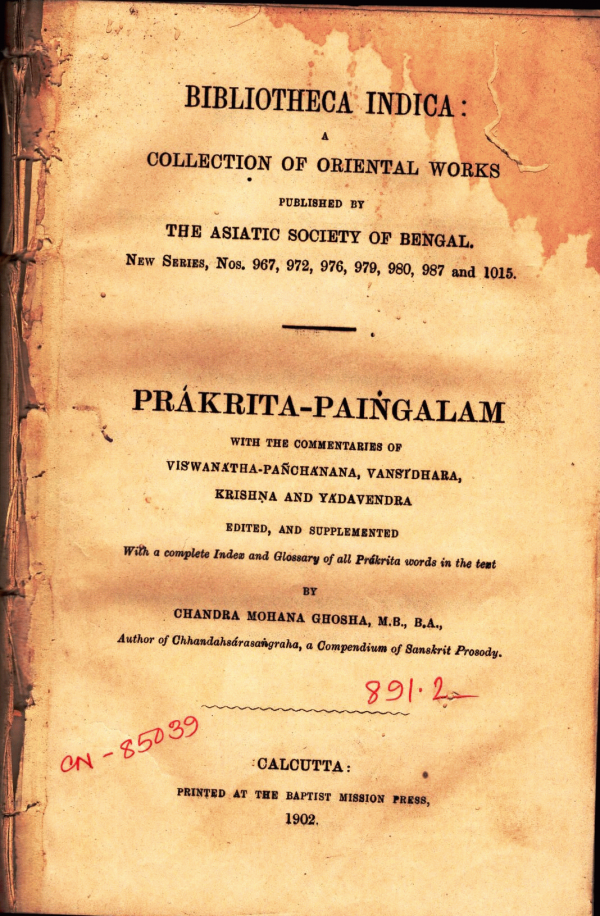 BIBLIOTHECA INDICA:
A
COLLECTION OF ORIENTAL WORKS
PUBLISHED BY
THE ASIATIC SOCIETY OF BENGAL.
NEW SERIES, NOS. 967, 972, 976, 979, 980, 987 and 1015.
PRÁKRITA-PAIṄGALAM
WITH THE COMMENTARIES OF
VIS'WANÁTHA-PAÑCHÁNANA, VANS'ÍDHARA,
KRISHṆA AND YÁDAVENDRA
EDITED, AND SUPPLEMENTED
With a complete Index and Glossary of all Prákrita words in the text
BY
CHANDRA MOHANA GHOSHA, M.B., B.A.,
Author of Chhandahsárasaṅgraha, a Compendium of Sanskrit Prosody.
891.2
CN-85039
CALCUTTA:
PRINTED AT THE BAPTIST MISSION PRESS,
1902.